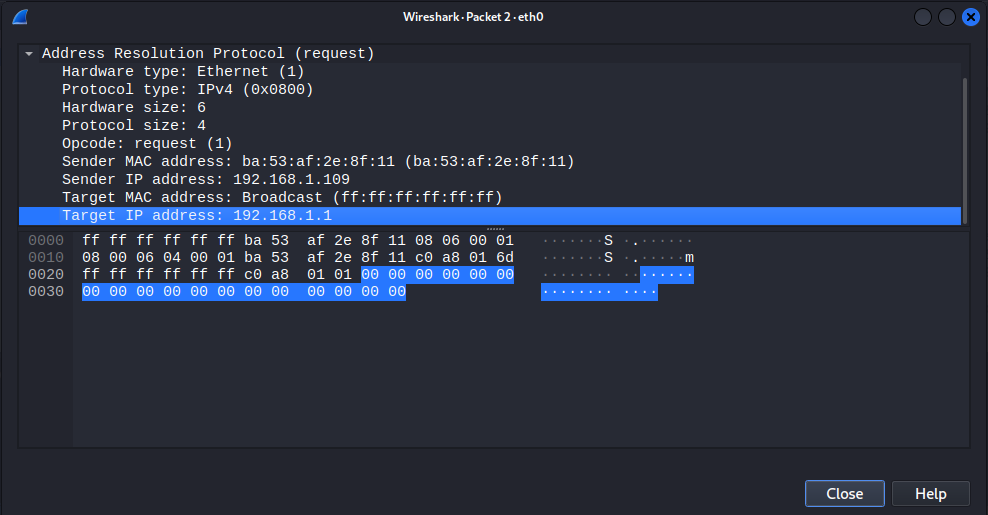 Wireshark · Packet 2 · eth0
Address Resolution Protocol (request)
Hardware type: Ethernet (1)
Protocol type: IPv4 (0x0800)
Hardware size: 6
Protocol size: 4
Opcode: request (1)
Sender MAC address: ba:53:af:2e:8f:11 (ba:53:af:2e:8f:11)
Sender IP address: 192.168.1.109
Target MAC address: Broadcast (ff:ff:ff:ff:ff:ff)
Target IP address: 192.168.1.1
0000 ff ff ff ff ff ff ba 53 af 2e 8f 11 08 06 00 01 ·······S ·.······
0010 08 00 06 04 00 01 ba 53 af 2e 8f 11 c0 a8 01 6d ·······S ·.·····m
0020 ff ff ff ff ff ff c0 a8 01 01 00 00 00 00 00 00 ········ ········
0030 00 00 00 00 00 00 00 00 00 00 00 00 ········ ····
Close Help